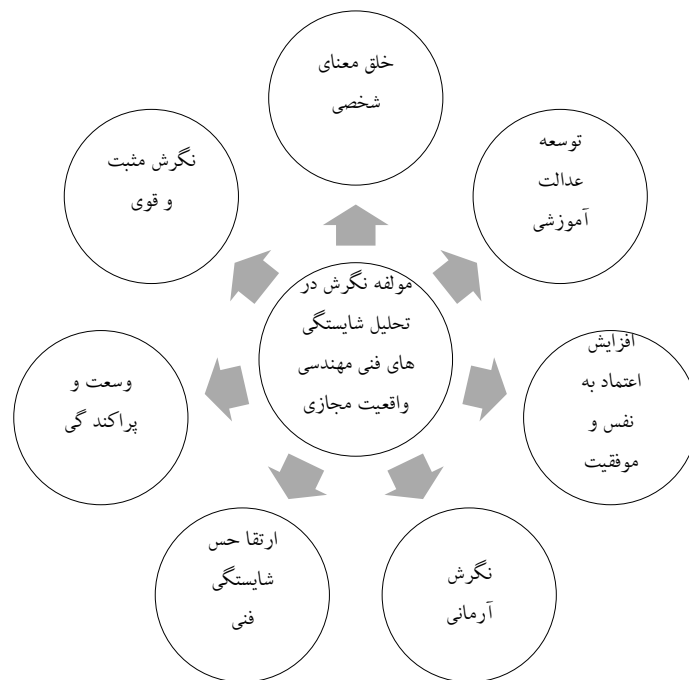 خلق معنای
شخصی
توسعه
عدالت
آموزشی
افزایش
اعتماد به
نفس و
موفقیت
نگرش
آرمانی
ارتقا حس
شایستگی
فنی
وسعت و
پراکند گی
نگرش مثبت
و قوی
مولفه نگرش در
تحلیل شایستگی
های فنی مهندسی
واقعیت مجازی